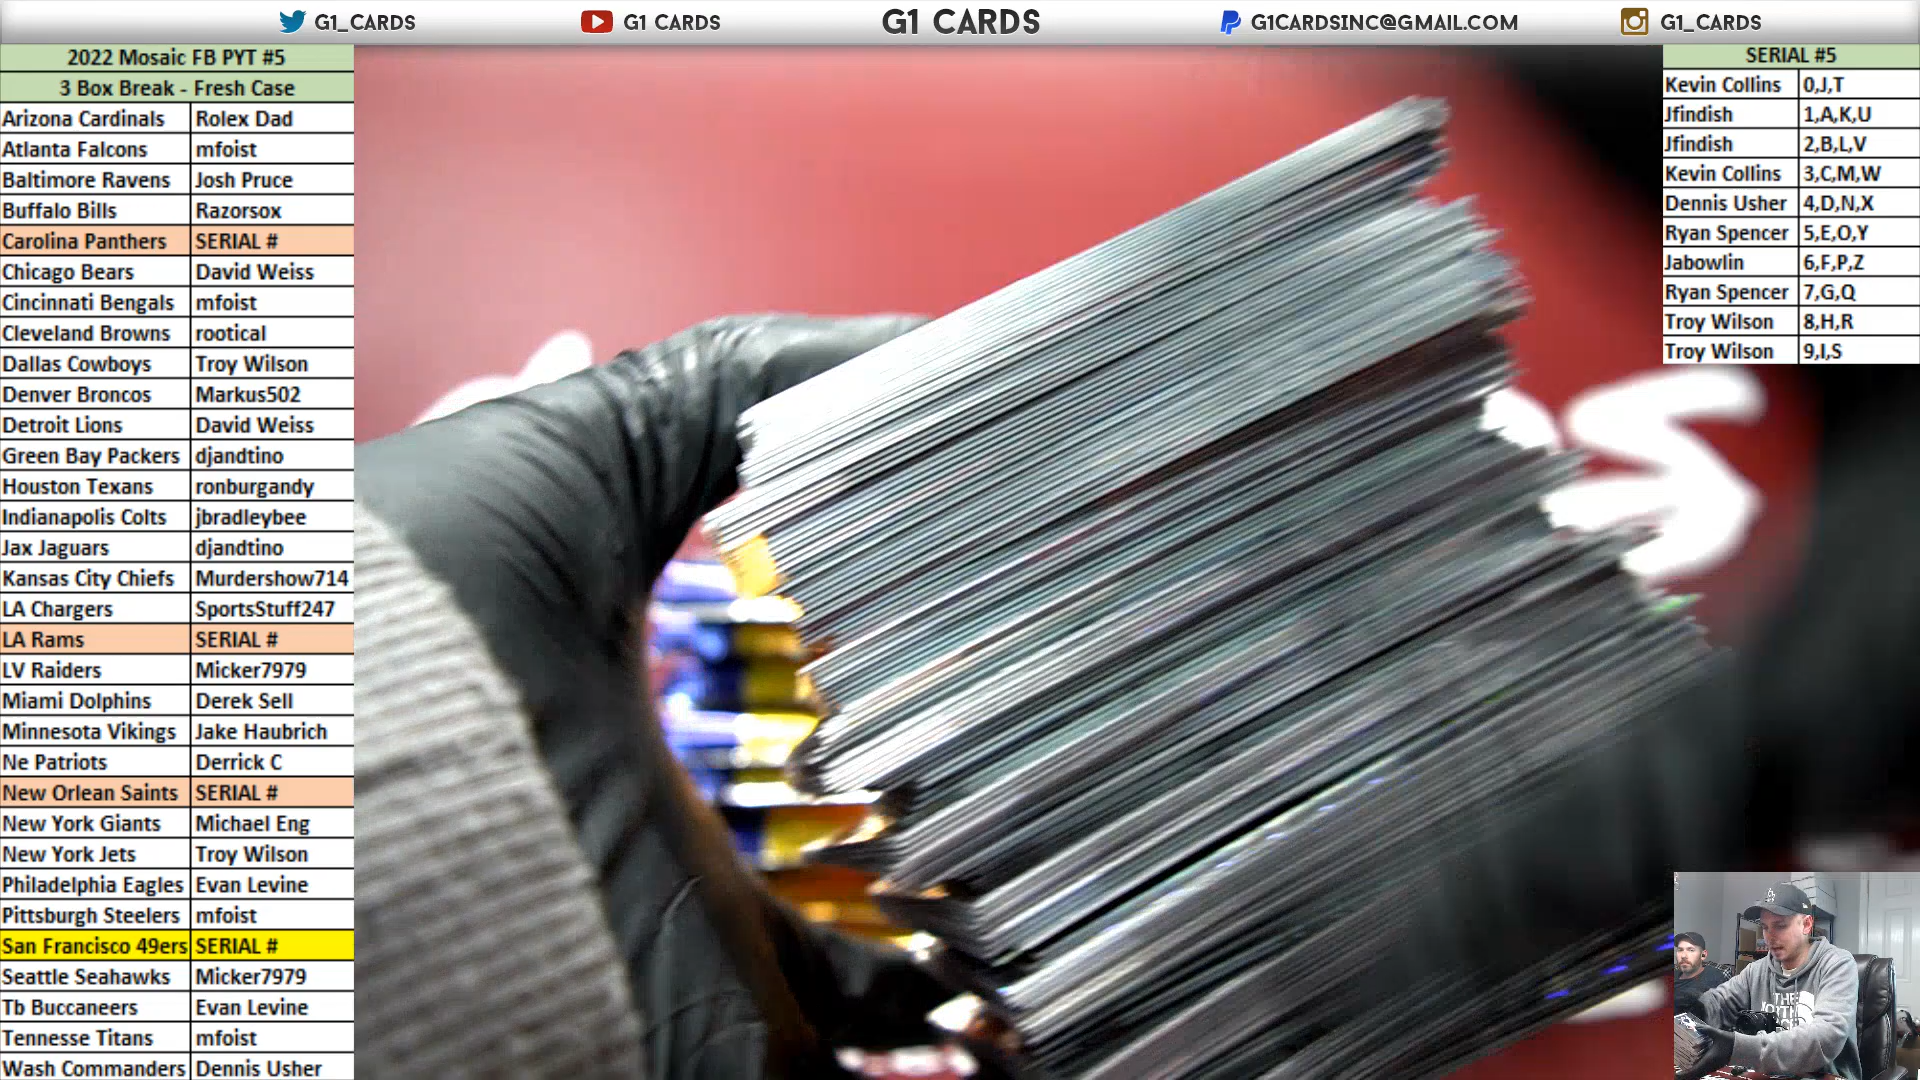 G1_CARDS G1 CARDS G1 CARDS G1CARDSINC@GMAIL.COM G1_CARDS
2022 Mosaic FB PYT #5
3 Box Break - Fresh Case
Arizona Cardinals Rolex Dad
Atlanta Falcons mfoist
Baltimore Ravens Josh Pruce
Buffalo Bills Razorsox
Carolina Panthers SERIAL #
Chicago Bears David Weiss
Cincinnati Bengals mfoist
Cleveland Browns rootical
Dallas Cowboys Troy Wilson
Denver Broncos Markus502
Detroit Lions David Weiss
Green Bay Packers djandtino
Houston Texans ronburgandy
Indianapolis Colts jbradleybee
Jax Jaguars djandtino
Kansas City Chiefs Murdershow714
LA Chargers SportsStuff247
LA Rams SERIAL #
LV Raiders Micker7979
Miami Dolphins Derek Sell
Minnesota Vikings Jake Haubrich
Ne Patriots Derrick C
New Orlean Saints SERIAL #
New York Giants Michael Eng
New York Jets Troy Wilson
Philadelphia Eagles Evan Levine
Pittsburgh Steelers mfoist
San Francisco 49ers SERIAL #
Seattle Seahawks Micker7979
Tb Buccaneers Evan Levine
Tennesse Titans mfoist
Wash Commanders Dennis Usher
SERIAL #5
Kevin Collins 0,J,T
Jfindish 1,A,K,U
Jfindish 2,B,L,V
Kevin Collins 3,C,M,W
Dennis Usher 4,D,N,X
Ryan Spencer 5,E,O,Y
Jabowlin 6,F,P,Z
Ryan Spencer 7,G,Q
Troy Wilson 8,H,R
Troy Wilson 9,I,S
THE